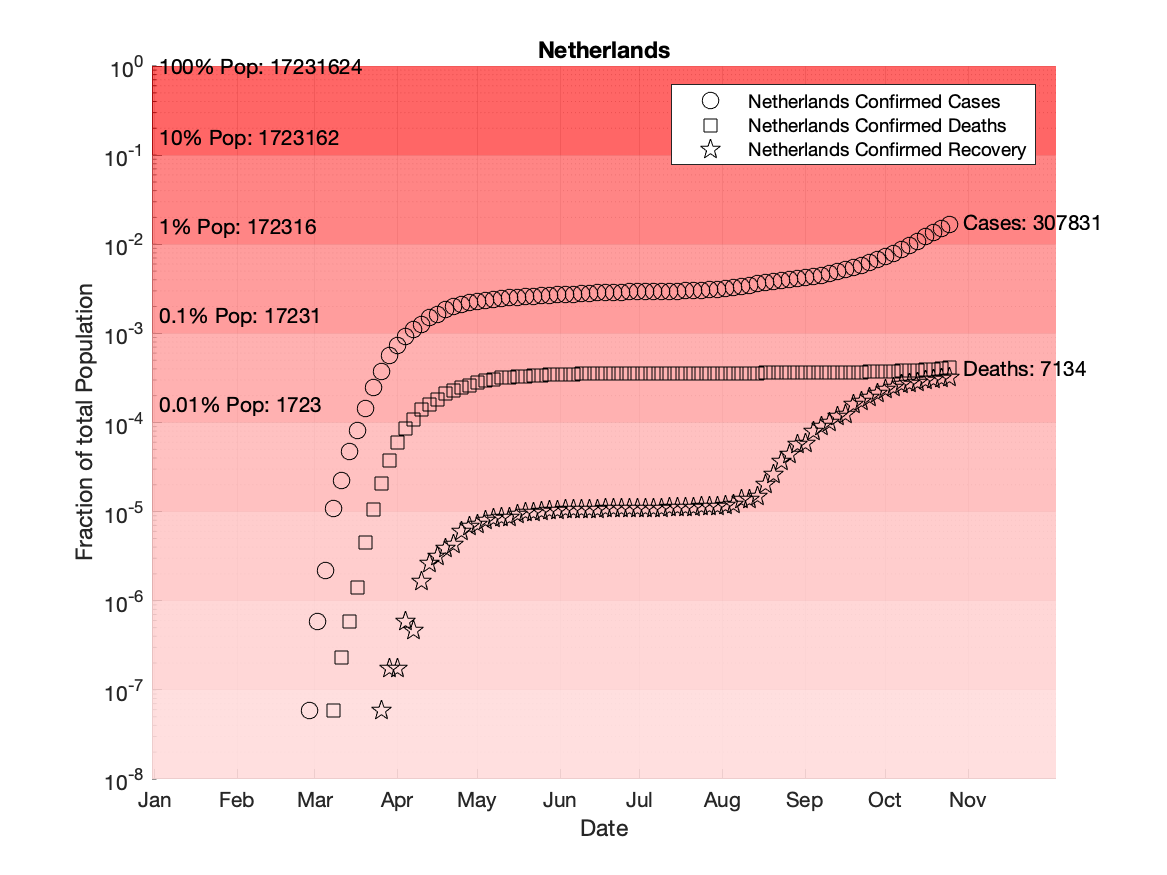 Netherlands
10^0
100% Pop: 17231624
Netherlands Confirmed Cases
Netherlands Confirmed Deaths
Netherlands Confirmed Recovery
10% Pop: 1723162
10^-1
1% Pop: 172316
Cases: 307831
10^-2
0.1% Pop: 17231
10^-3
Deaths: 7134
0.01% Pop: 1723
10^-4
10^-5
10^-6
10^-7
10^-8
Fraction of total Population
Jan Feb Mar Apr May Jun Jul Aug Sep Oct Nov
Date